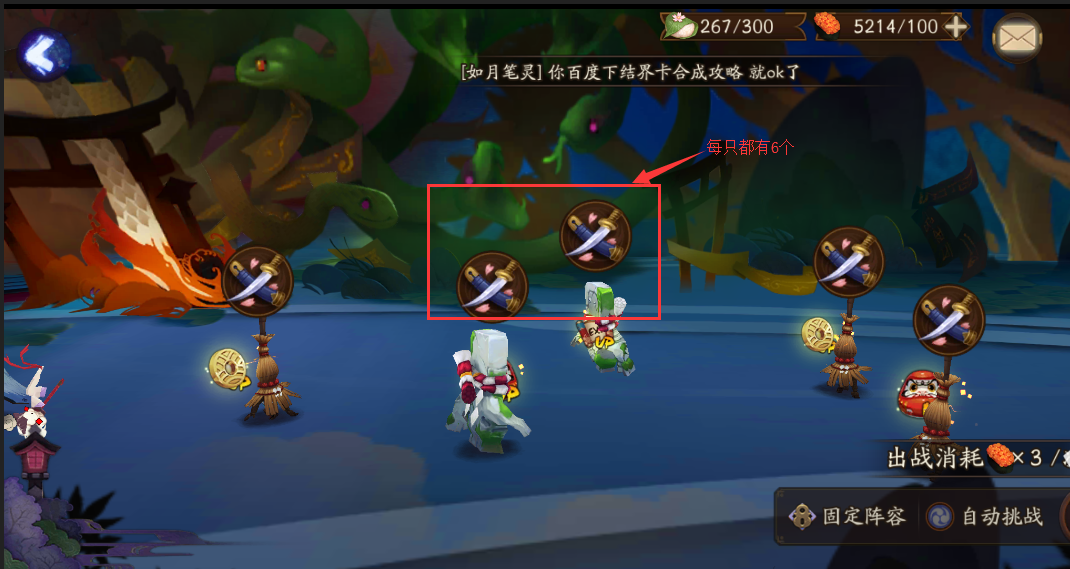 267/300
5214/100
[如月笔灵] 你百度下结界卡合成攻略 就ok了
每只都有6个
出战消耗 × 3 /
固定阵容
自动挑战